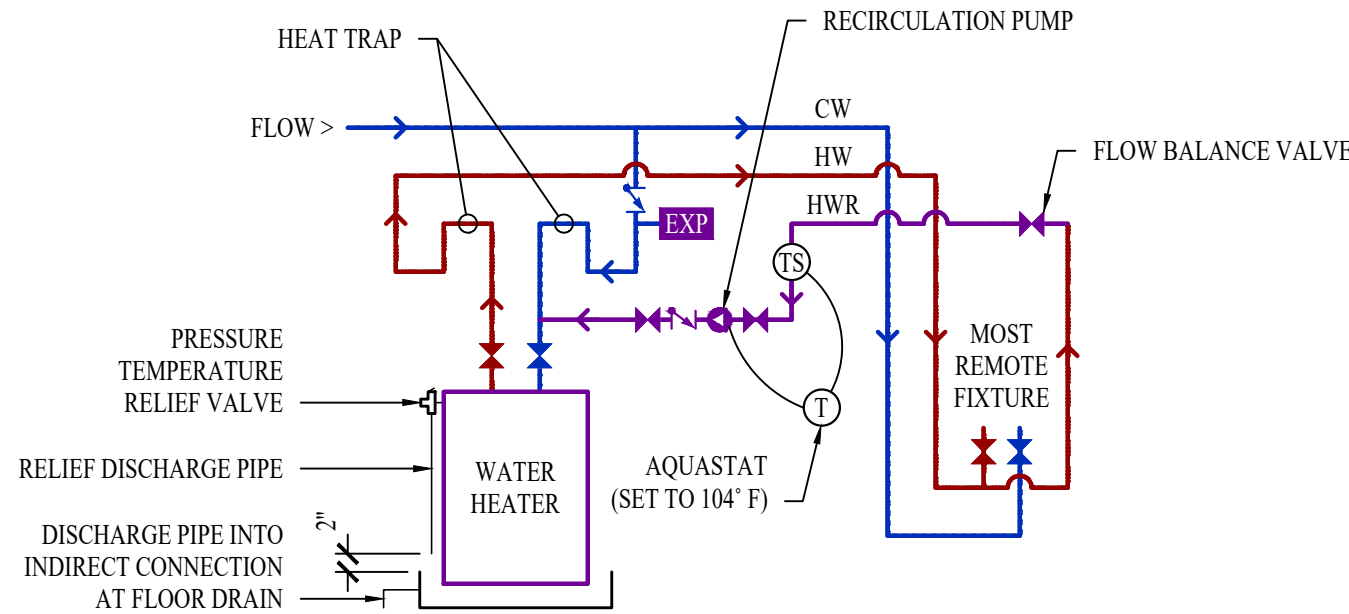 RECIRCULATION PUMP
HEAT TRAP
FLOW >
CW
HW
FLOW BALANCE VALVE
HWR
EXP
TS
PRESSURE
TEMPERATURE
RELIEF VALVE
MOST
REMOTE
FIXTURE
T
RELIEF DISCHARGE PIPE
WATER
HEATER
AQUASTAT
(SET TO 104° F)
2"
DISCHARGE PIPE INTO
INDIRECT CONNECTION
AT FLOOR DRAIN